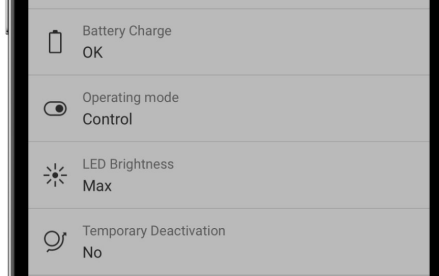 Battery Charge
OK
Operating mode
Control
LED Brightness
Max
Temporary Deactivation
No